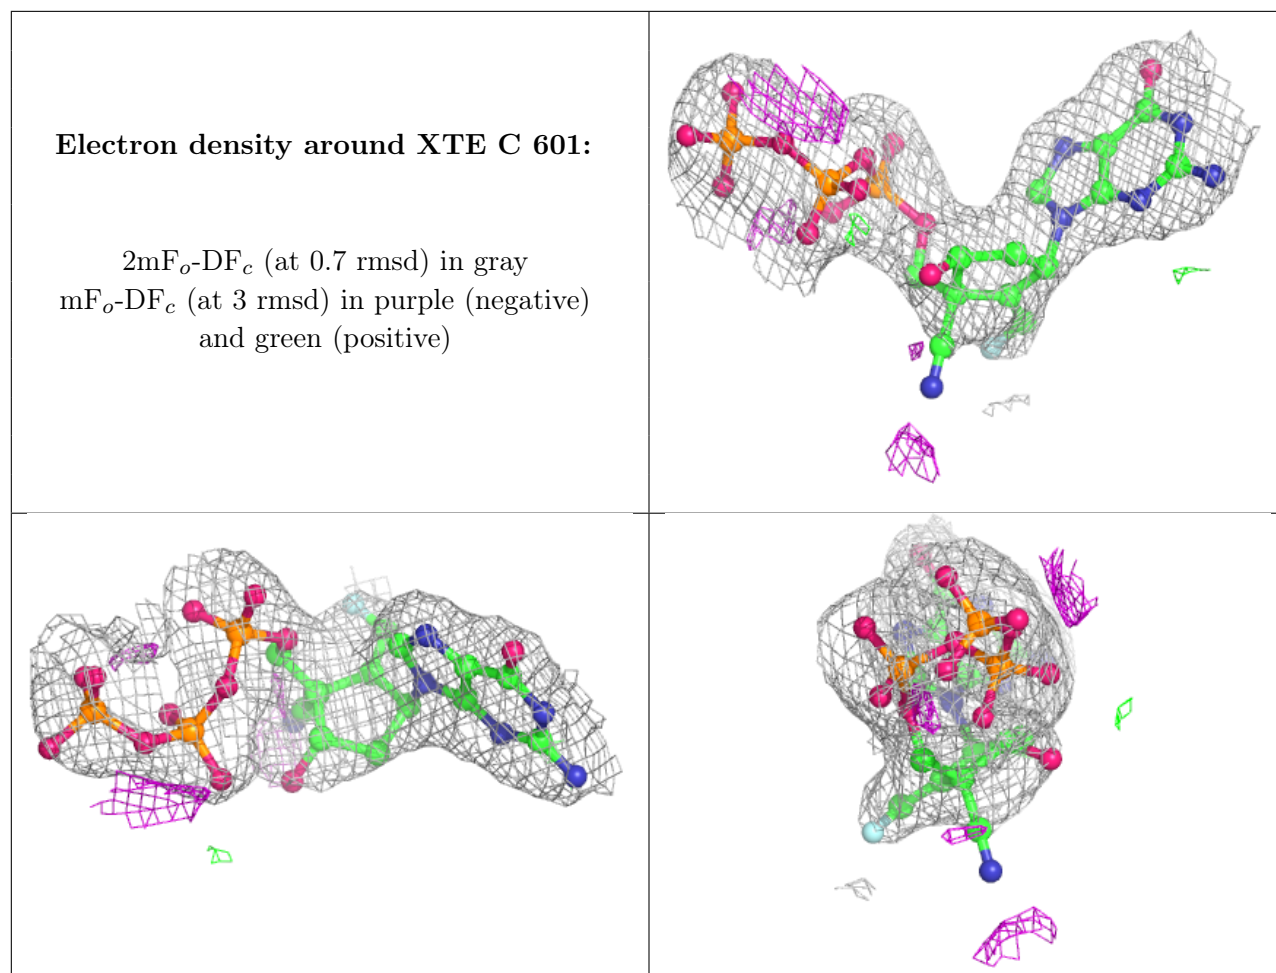 Electron density around XTE C 601:
2mFo-DFc (at 0.7 rmsd) in gray
mFo-DFc (at 3 rmsd) in purple (negative)
and green (positive)